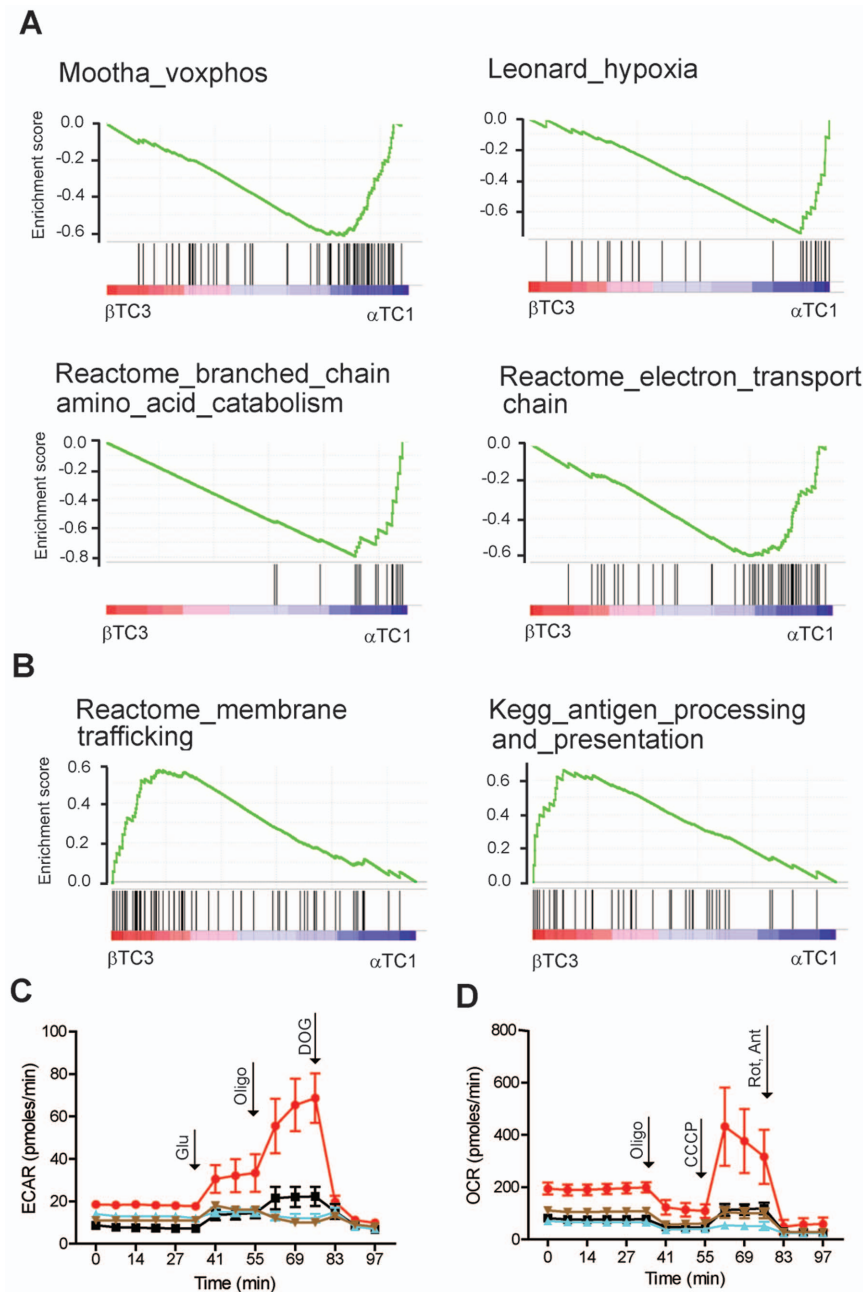 A
Mootha_voxphos
Leonard_hypoxia
Enrichment score
0.0
-0.2
-0.4
-0.6
βTC3
αTC1
0.0
-0.2
-0.4
-0.6
βTC3
αTC1
Reactome_branched_chain
amino_acid_catabolism
Reactome_electron_transport
chain
Enrichment score
0.0
-0.2
-0.4
-0.6
-0.8
βTC3
αTC1
0.0
-0.2
-0.4
-0.6
βTC3
αTC1
B
Reactome_membrane
trafficking
Kegg_antigen_processing
and_presentation
Enrichment score
0.6
0.4
0.2
0.0
βTC3
αTC1
0.6
0.4
0.2
0.0
βTC3
αTC1
C
ECAR (pmoles/min)
100
80
60
40
20
0
Glu
Oligo
DOG
0 14 27 41 55 69 83 97
Time (min)
D
OCR (pmoles/min)
800
600
400
200
0
Oligo
CCCP
Rot, Ant
0 14 27 41 55 69 83 97
Time (min)